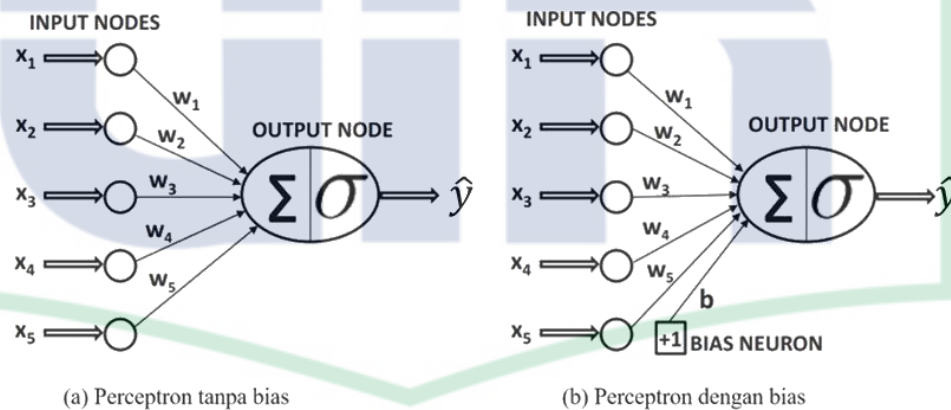 INPUT NODES
x₁
w₁
x₂
w₂
OUTPUT NODE
x₃
w₃
∑ σ
ŷ
w₄
x₄
w₅
x₅
(a) Perceptron tanpa bias
INPUT NODES
x₁
w₁
x₂
w₂
OUTPUT NODE
x₃
w₃
∑ σ
ŷ
w₄
x₄
w₅
b
x₅
+1 BIAS NEURON
(b) Perceptron dengan bias